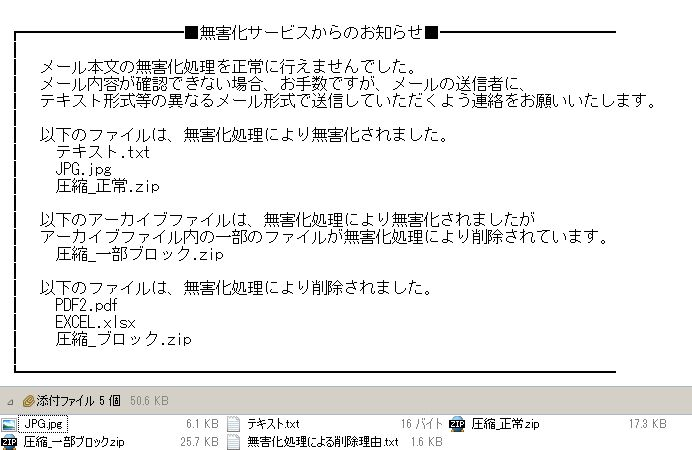 ■無害化サービスからのお知らせ■
メール本文の無害化処理を正常に行えませんでした。
メール内容が確認できない場合、お手数ですが、メールの送信者に、
テキスト形式等の異なるメール形式で送信していただくよう連絡をお願いいたします。
以下のファイルは、無害化処理により無害化されました。
テキスト.txt
JPG.jpg
圧縮_正常.zip
以下のアーカイブファイルは、無害化処理により無害化されましたが
アーカイブファイル内の一部のファイルが無害化処理により削除されています。
圧縮_一部ブロック.zip
以下のファイルは、無害化処理により削除されました。
PDF2.pdf
EXCEL.xlsx
圧縮_ブロック.zip
添付ファイル 5 個 50.6 KB
JPG.jpg 6.1 KB テキスト.txt 16 バイト ZIP 圧縮_正常.zip 17.3 KB
ZIP 圧縮_一部ブロック.zip 25.7 KB 無害化処理による削除理由.txt 1.6 KB